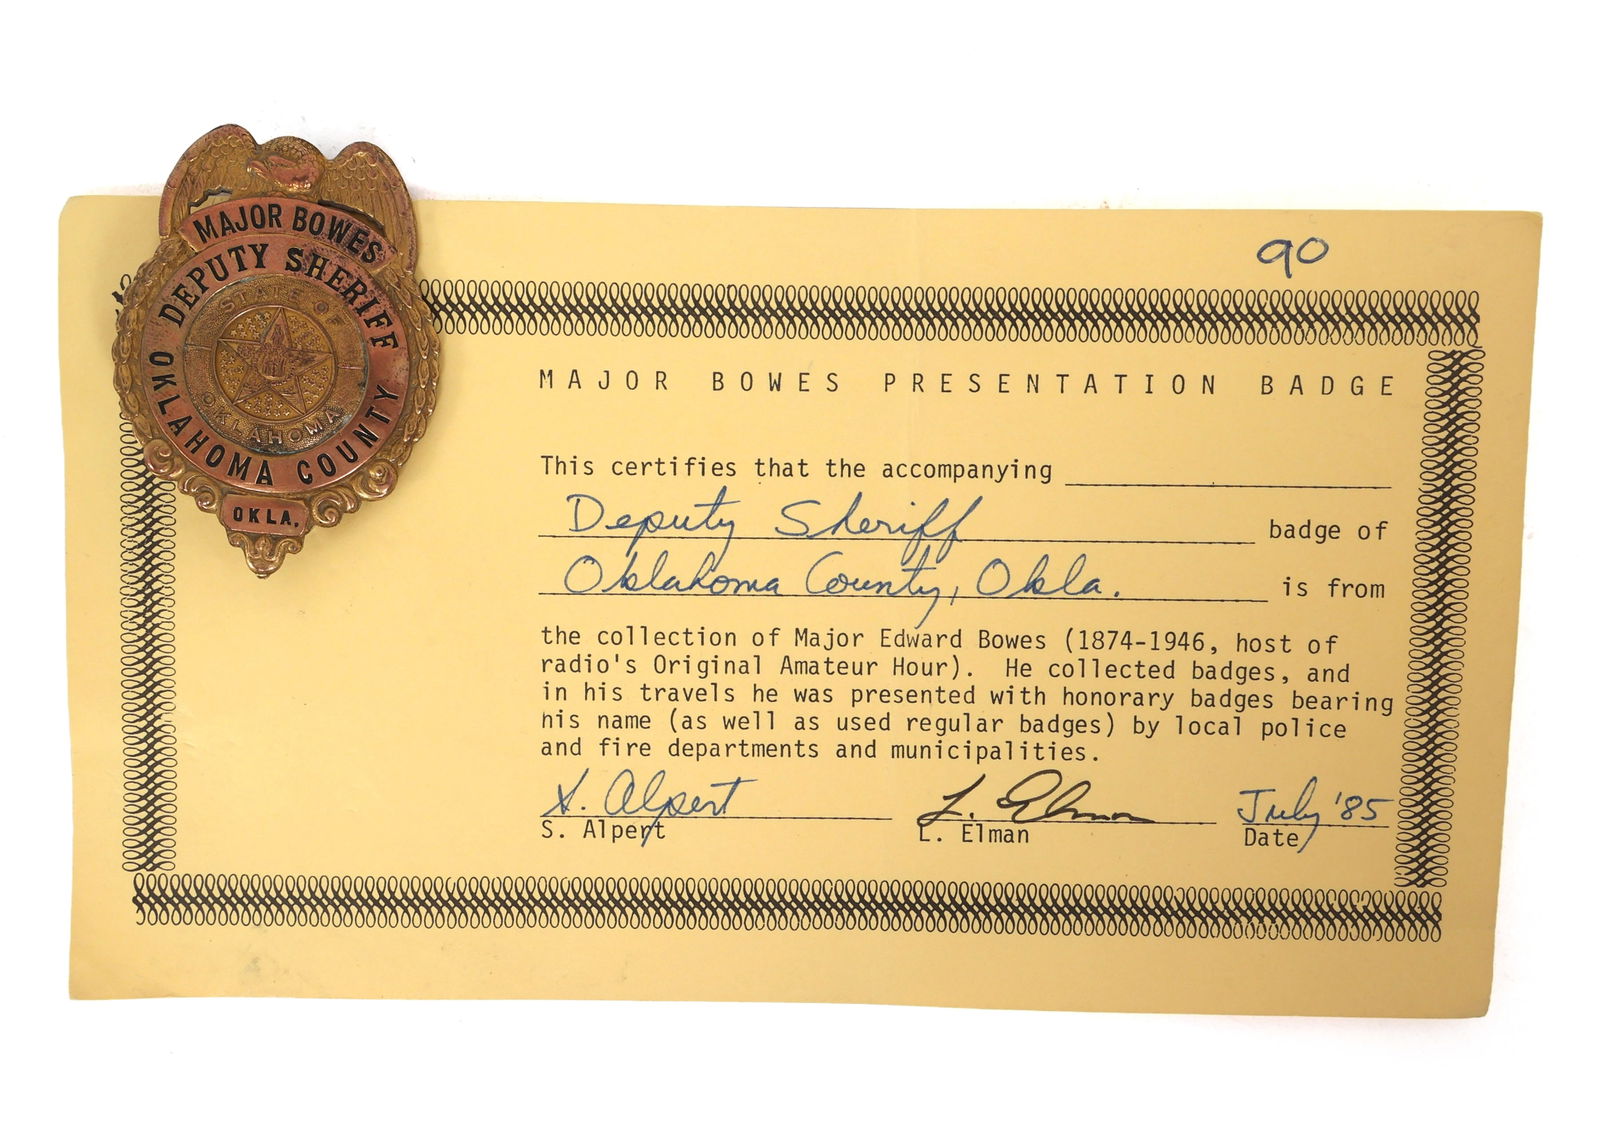 MAJOR BOWES
DEPUTY SHERIFF
STATE OF
OKLAHOMA
OKLAHOMA COUNTY
OKLA.
90
MAJOR BOWES PRESENTATION BADGE
This certifies that the accompanying
Deputy Sheriff badge of
Oklahoma County, Okla. is from
the collection of Major Edward Bowes (1874-1946, host of
radio's Original Amateur Hour). He collected badges, and
in his travels he was presented with honorary badges bearing
his name (as well as used regular badges) by local police
and fire departments and municipalities.
S. Alpert L. Elman July '85
S. Alpert L. Elman Date